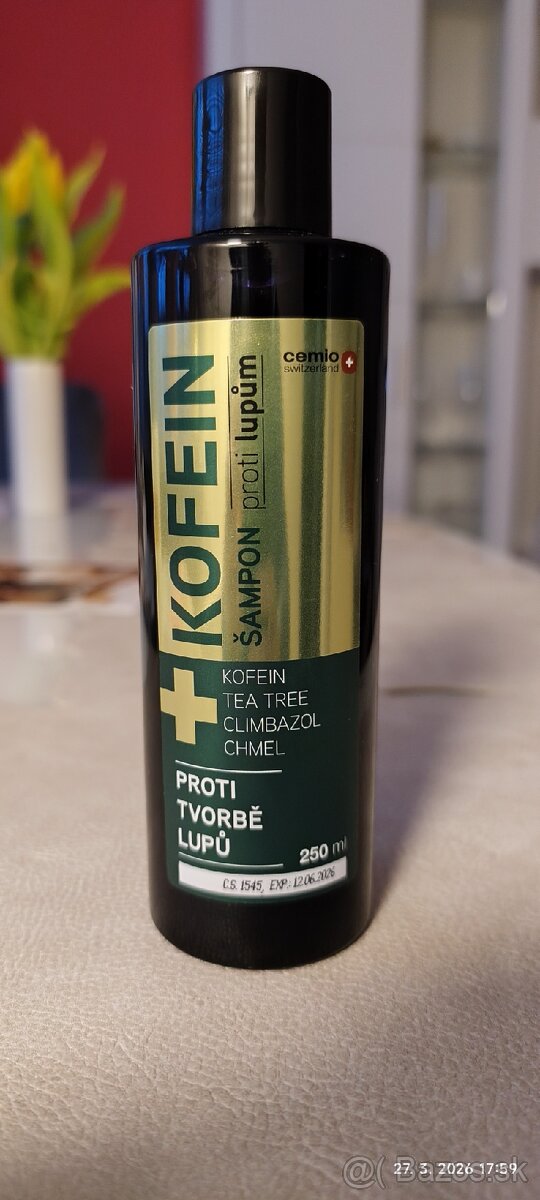 cemio
switzerland
+KOFEIN
ŠAMPON proti lupům
KOFEIN
TEA TREE
CLIMBAZOL
CHMEL
PROTI
TVORBĚ
LUPŮ
250 ml
Č.Š. 1545, EXP.: 12.06.2026
27. 3. 2026 17:59
@( Bazos.sk